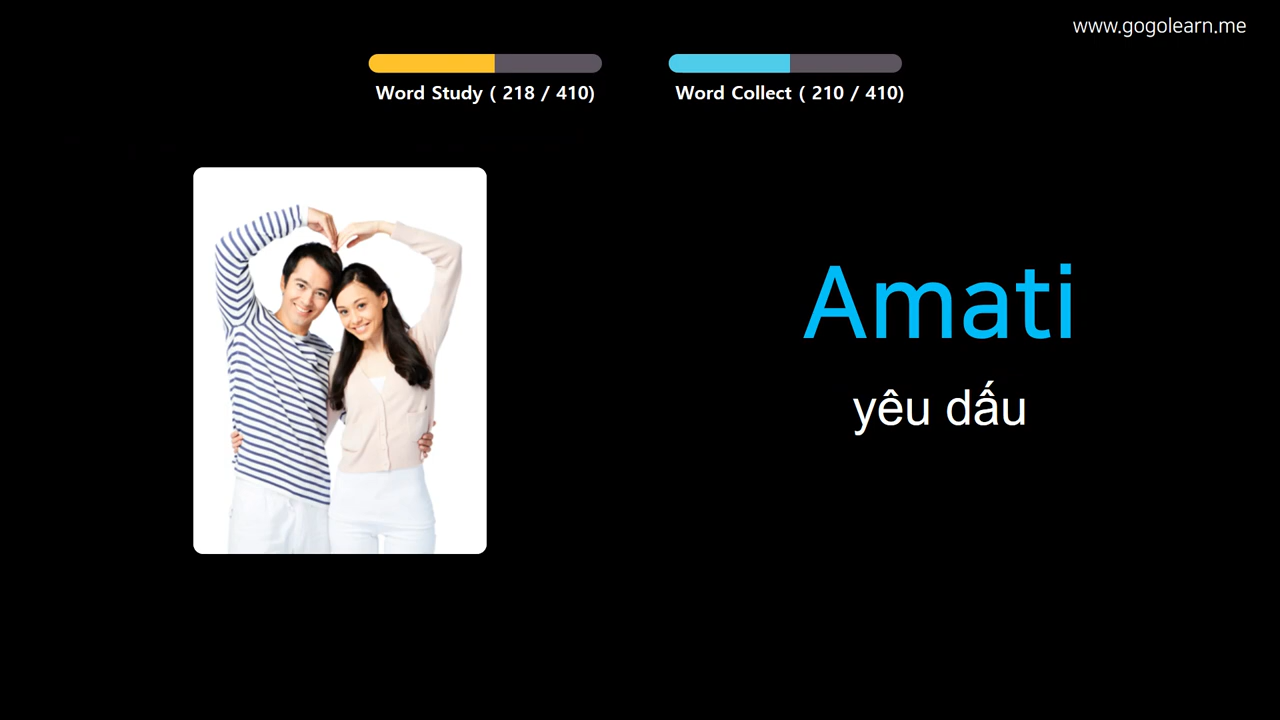 www.gogolearn.me
Word Study ( 218 / 410)
Word Collect ( 210 / 410)
Amati
yêu dấu